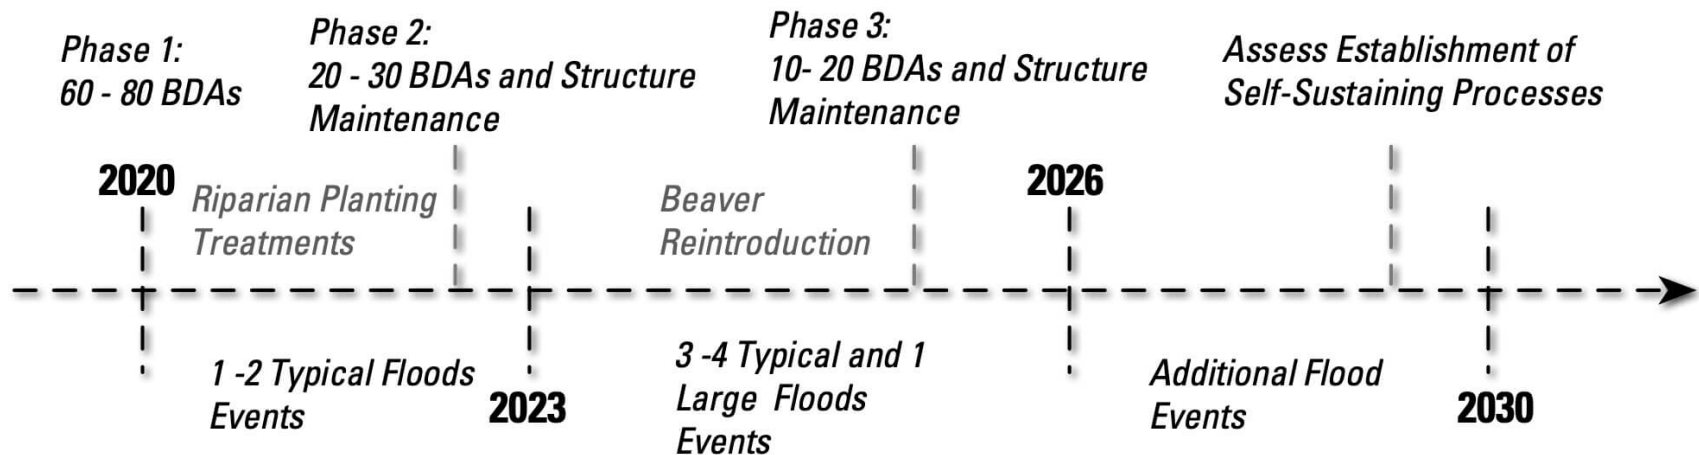 Phase 1:
60 - 80 BDAs
Phase 2:
20 - 30 BDAs and Structure
Maintenance
Phase 3:
10- 20 BDAs and Structure
Maintenance
Assess Establishment of
Self-Sustaining Processes
2020
Riparian Planting
Treatments
Beaver
Reintroduction
2026
1 -2 Typical Floods
Events
2023
3 -4 Typical and 1
Large Floods
Events
Additional Flood
Events
2030